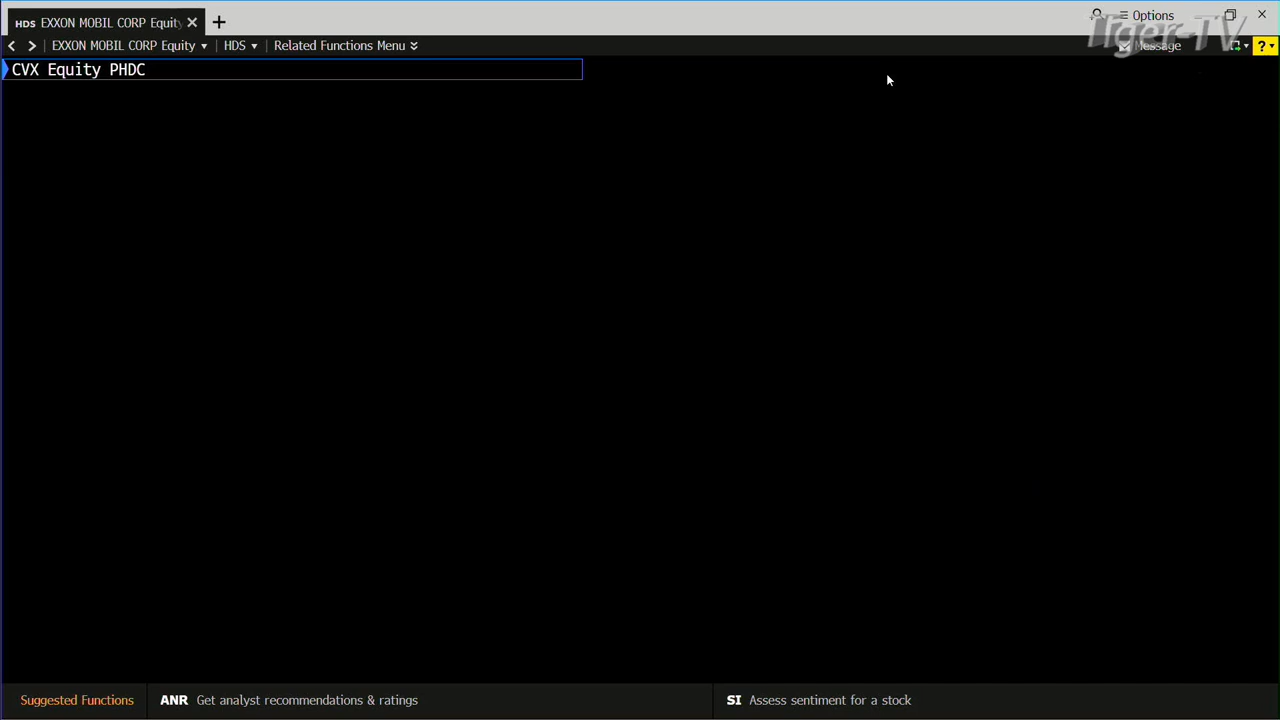 HDS EXXON MOBIL CORP Equity
Options
EXXON MOBIL CORP Equity
HDS
Related Functions Menu
Message
?
Tiger-TV
CVX Equity PHDC
Suggested Functions
ANR Get analyst recommendations & ratings
SI Assess sentiment for a stock